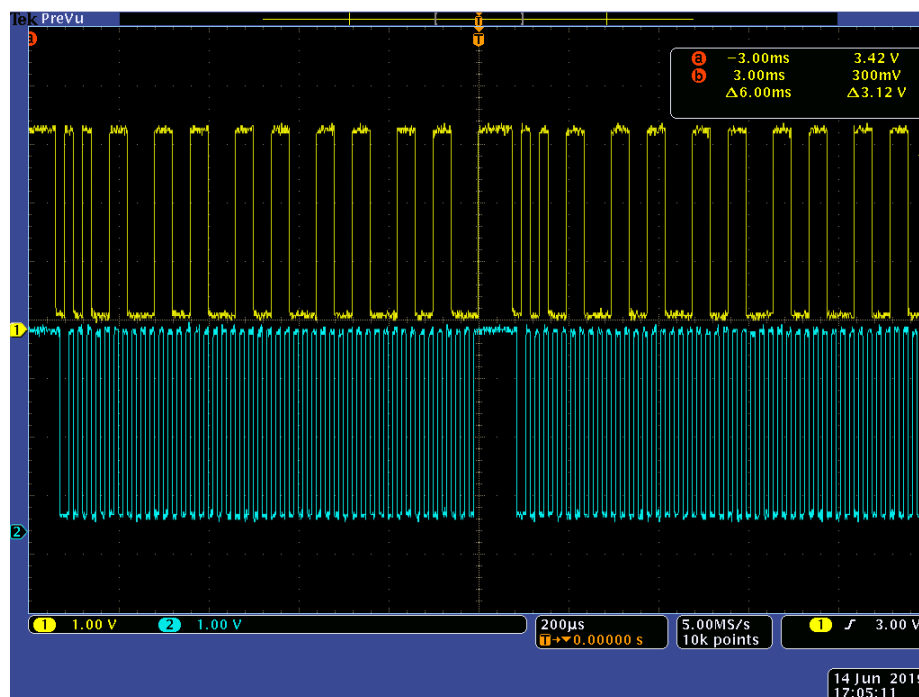 Tek PreVu
T
a
T
a −3.00ms 3.42 V
b 3.00ms 300mV
Δ6.00ms Δ3.12 V
1
2
1 1.00 V 2 1.00 V
200µs
T→▼0.00000 s
5.00MS/s
10k points
1 ƒ 3.00 V
14 Jun 201
17:05:11